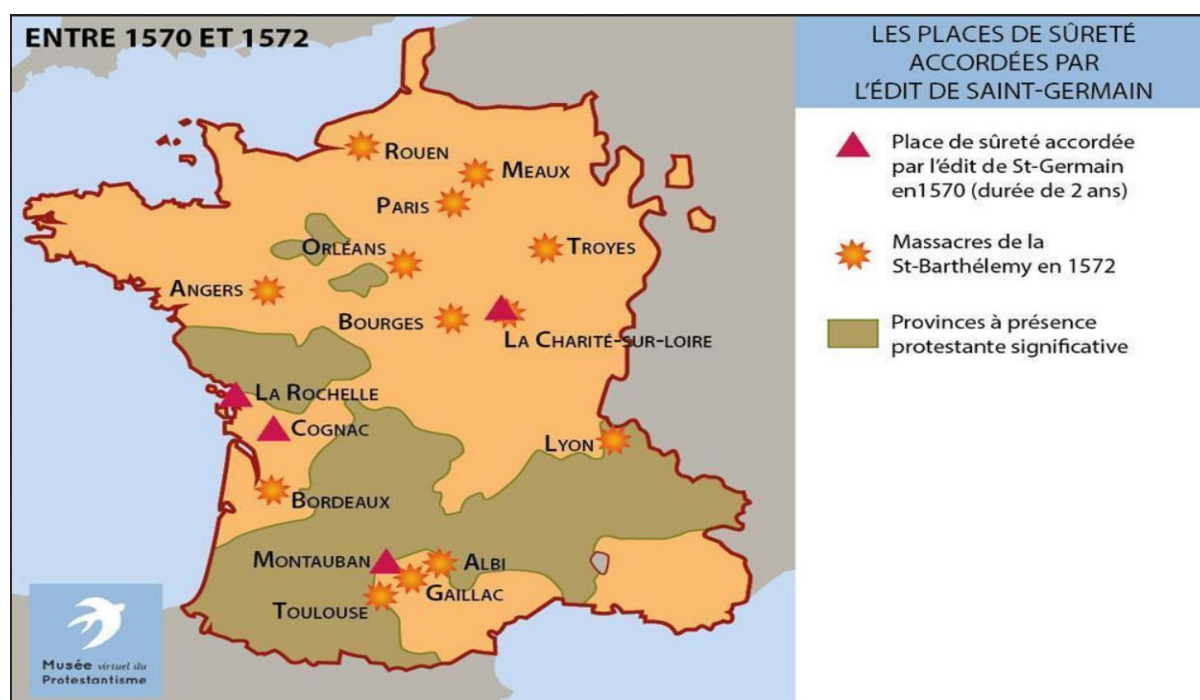 ENTRE 1570 ET 1572
LES PLACES DE SÛRETÉ
ACCORDÉES PAR
L'ÉDIT DE SAINT-GERMAIN
Place de sûreté accordée
par l'édit de St-Germain
en1570 (durée de 2 ans)
Massacres de la
St-Barthélemy en 1572
Provinces à présence
protestante significative
ROUEN
MEAUX
PARIS
ORLÉANS
TROYES
ANGERS
BOURGES
LA CHARITÉ-SUR-LOIRE
LA ROCHELLE
COGNAC
LYON
BORDEAUX
MONTAUBAN
ALBI
GAILLAC
TOULOUSE
Musée virtuel du
Protestantisme